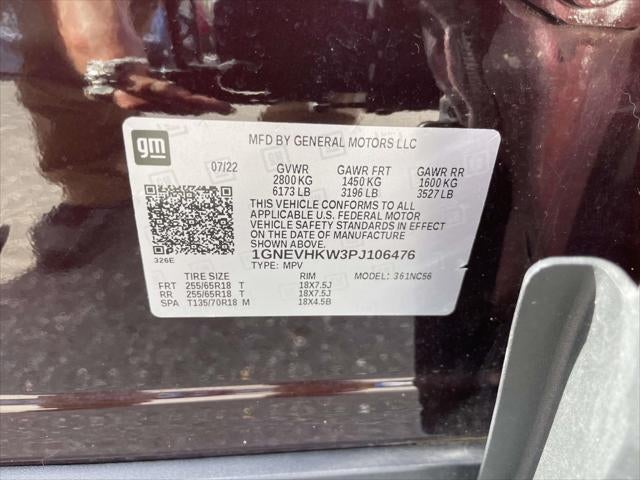 gm
MFD BY GENERAL MOTORS LLC
07/22 GVWR GAWR FRT GAWR RR
2800 KG 1450 KG 1600 KG
6173 LB 3196 LB 3527 LB
THIS VEHICLE CONFORMS TO ALL
APPLICABLE U.S. FEDERAL MOTOR
VEHICLE SAFETY STANDARDS IN EFFECT
ON THE DATE OF MANUFACTURE
SHOWN ABOVE.
326E
1GNEVHKW3PJ106476
TYPE: MPV MODEL: 361NC56
TIRE SIZE RIM
FRT 255/65R18 T 18X7.5J
RR 255/65R18 T 18X7.5J
SPA T135/70R18 M 18X4.5B